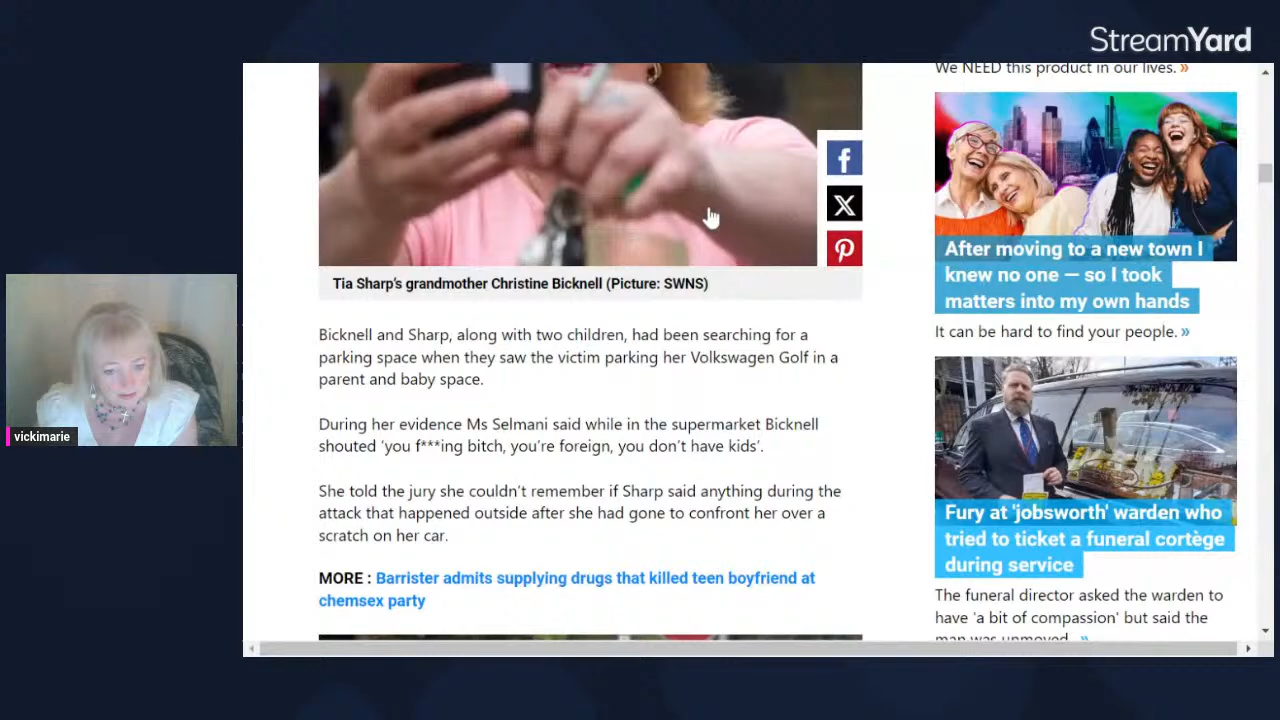 StreamYard
We NEED this product in our lives. »
Tia Sharp's grandmother Christine Bicknell (Picture: SWNS)
Bicknell and Sharp, along with two children, had been searching for a
parking space when they saw the victim parking her Volkswagen Golf in a
parent and baby space.
During her evidence Ms Selmani said while in the supermarket Bicknell
shouted ‘you f***ing bitch, you’re foreign, you don’t have kids’.
She told the jury she couldn’t remember if Sharp said anything during the
attack that happened outside after she had gone to confront her over a
scratch on her car.
MORE : Barrister admits supplying drugs that killed teen boyfriend at
chemsex party
After moving to a new town I
knew no one — so I took
matters into my own hands
It can be hard to find your people. »
Fury at 'jobsworth' warden who
tried to ticket a funeral cortège
during service
The funeral director asked the warden to
have 'a bit of compassion' but said the
man was unmoved. »
vickimarie